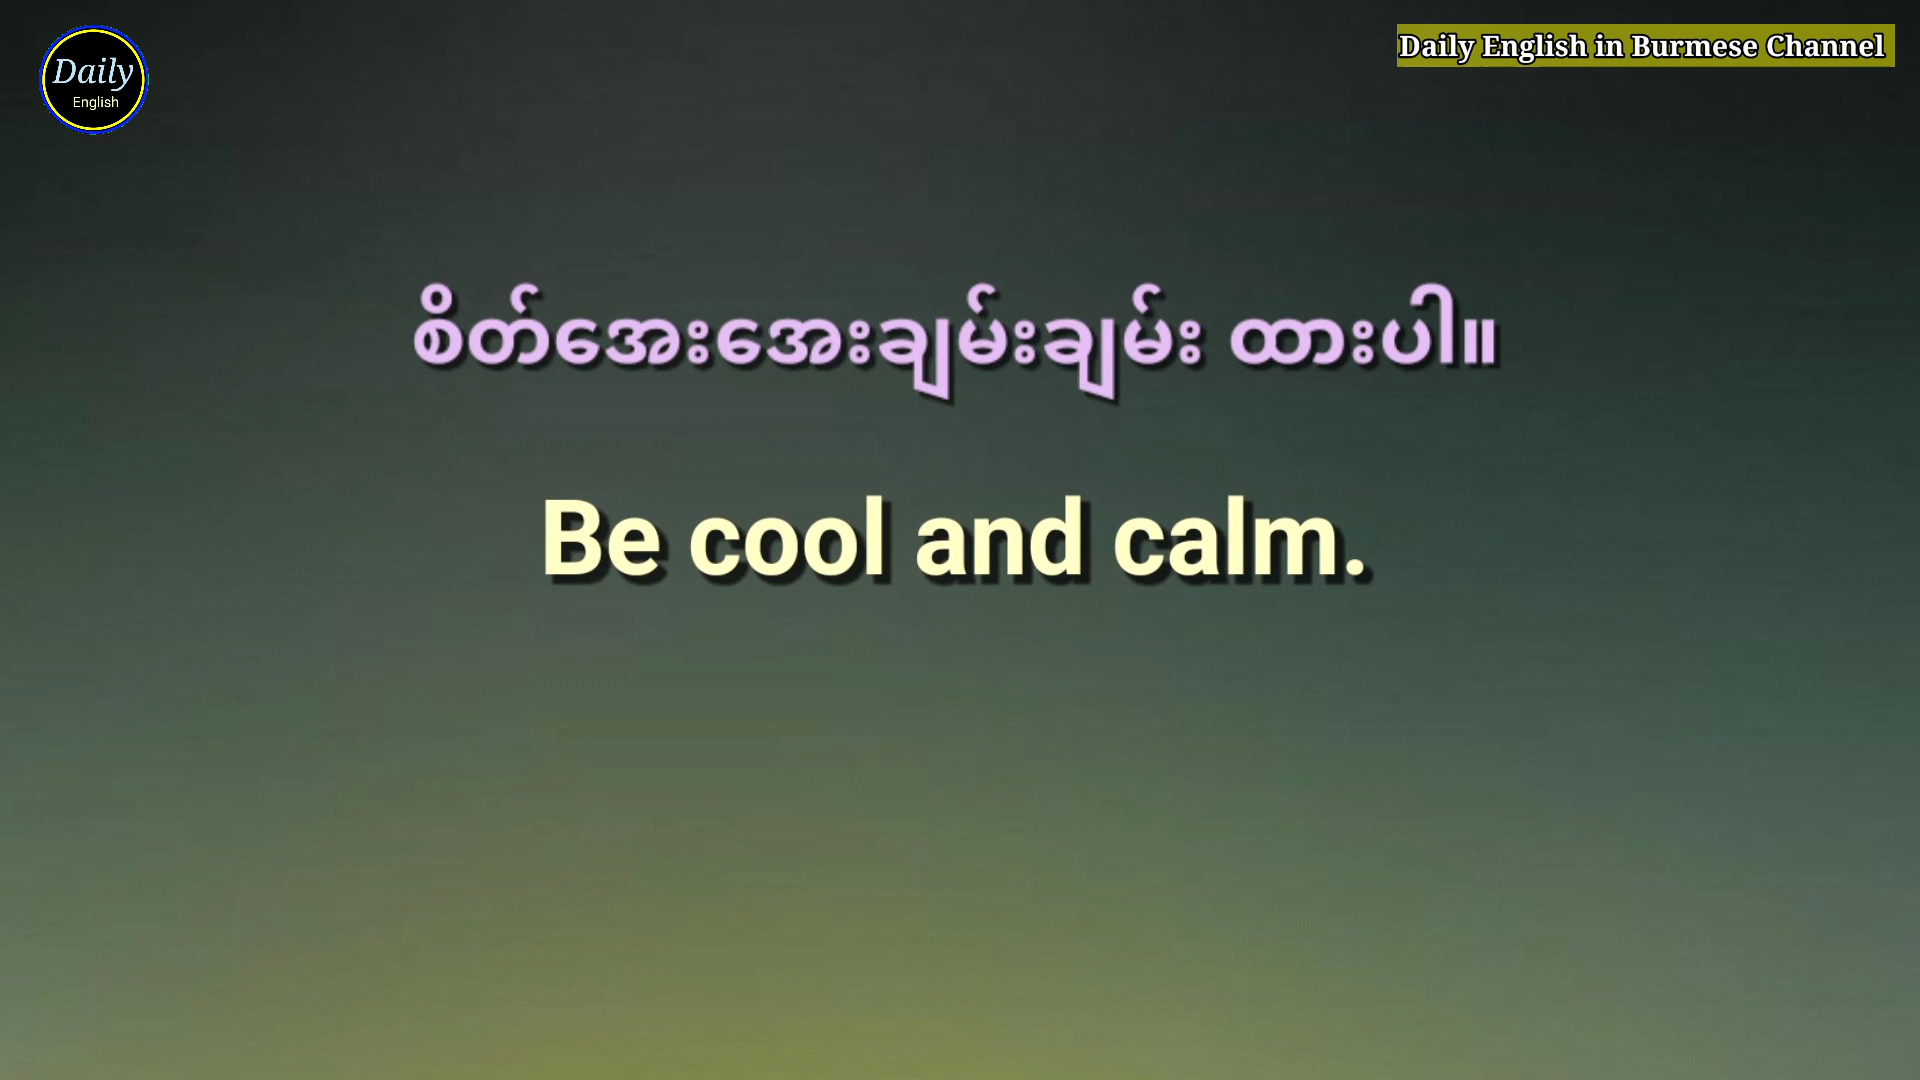 Daily
English
Daily English in Burmese Channel
စိတ်အေးအေးချမ်းချမ်း ထားပါ။
Be cool and calm.